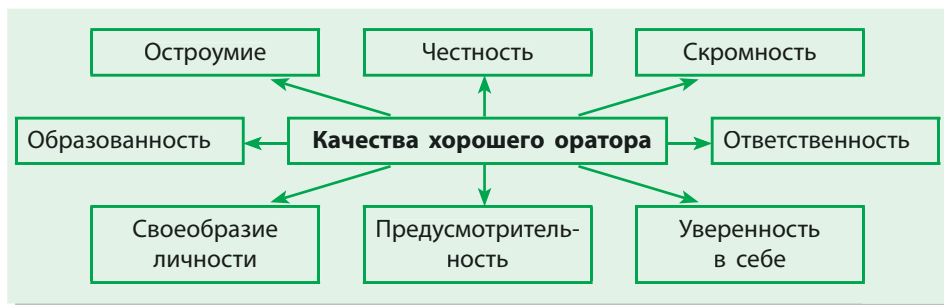 Остроумие
Честность
Скромность
Образованность
Качества хорошего оратора
Ответственность
Своеобразие
личности
Предусмотритель-
ность
Уверенность
в себе